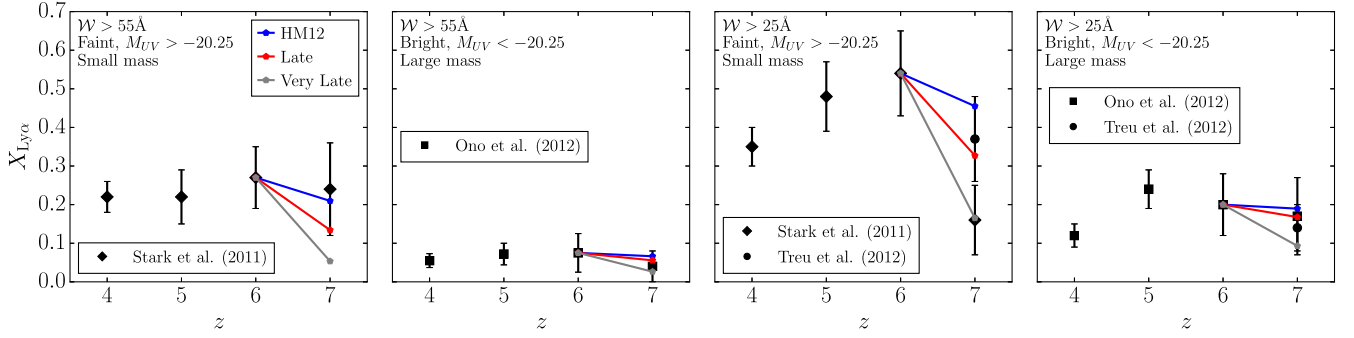 0.7
0.6
0.5
0.4
0.3
0.2
0.1
0.0
X_Lyα
𝒲 > 55Å
Faint, M_UV > −20.25
Small mass
HM12
Late
Very Late
Stark et al. (2011)
4 5 6 7
z
𝒲 > 55Å
Bright, M_UV < −20.25
Large mass
Ono et al. (2012)
4 5 6 7
z
𝒲 > 25Å
Faint, M_UV > −20.25
Small mass
Stark et al. (2011)
Treu et al. (2012)
4 5 6 7
z
𝒲 > 25Å
Bright, M_UV < −20.25
Large mass
Ono et al. (2012)
Treu et al. (2012)
4 5 6 7
z